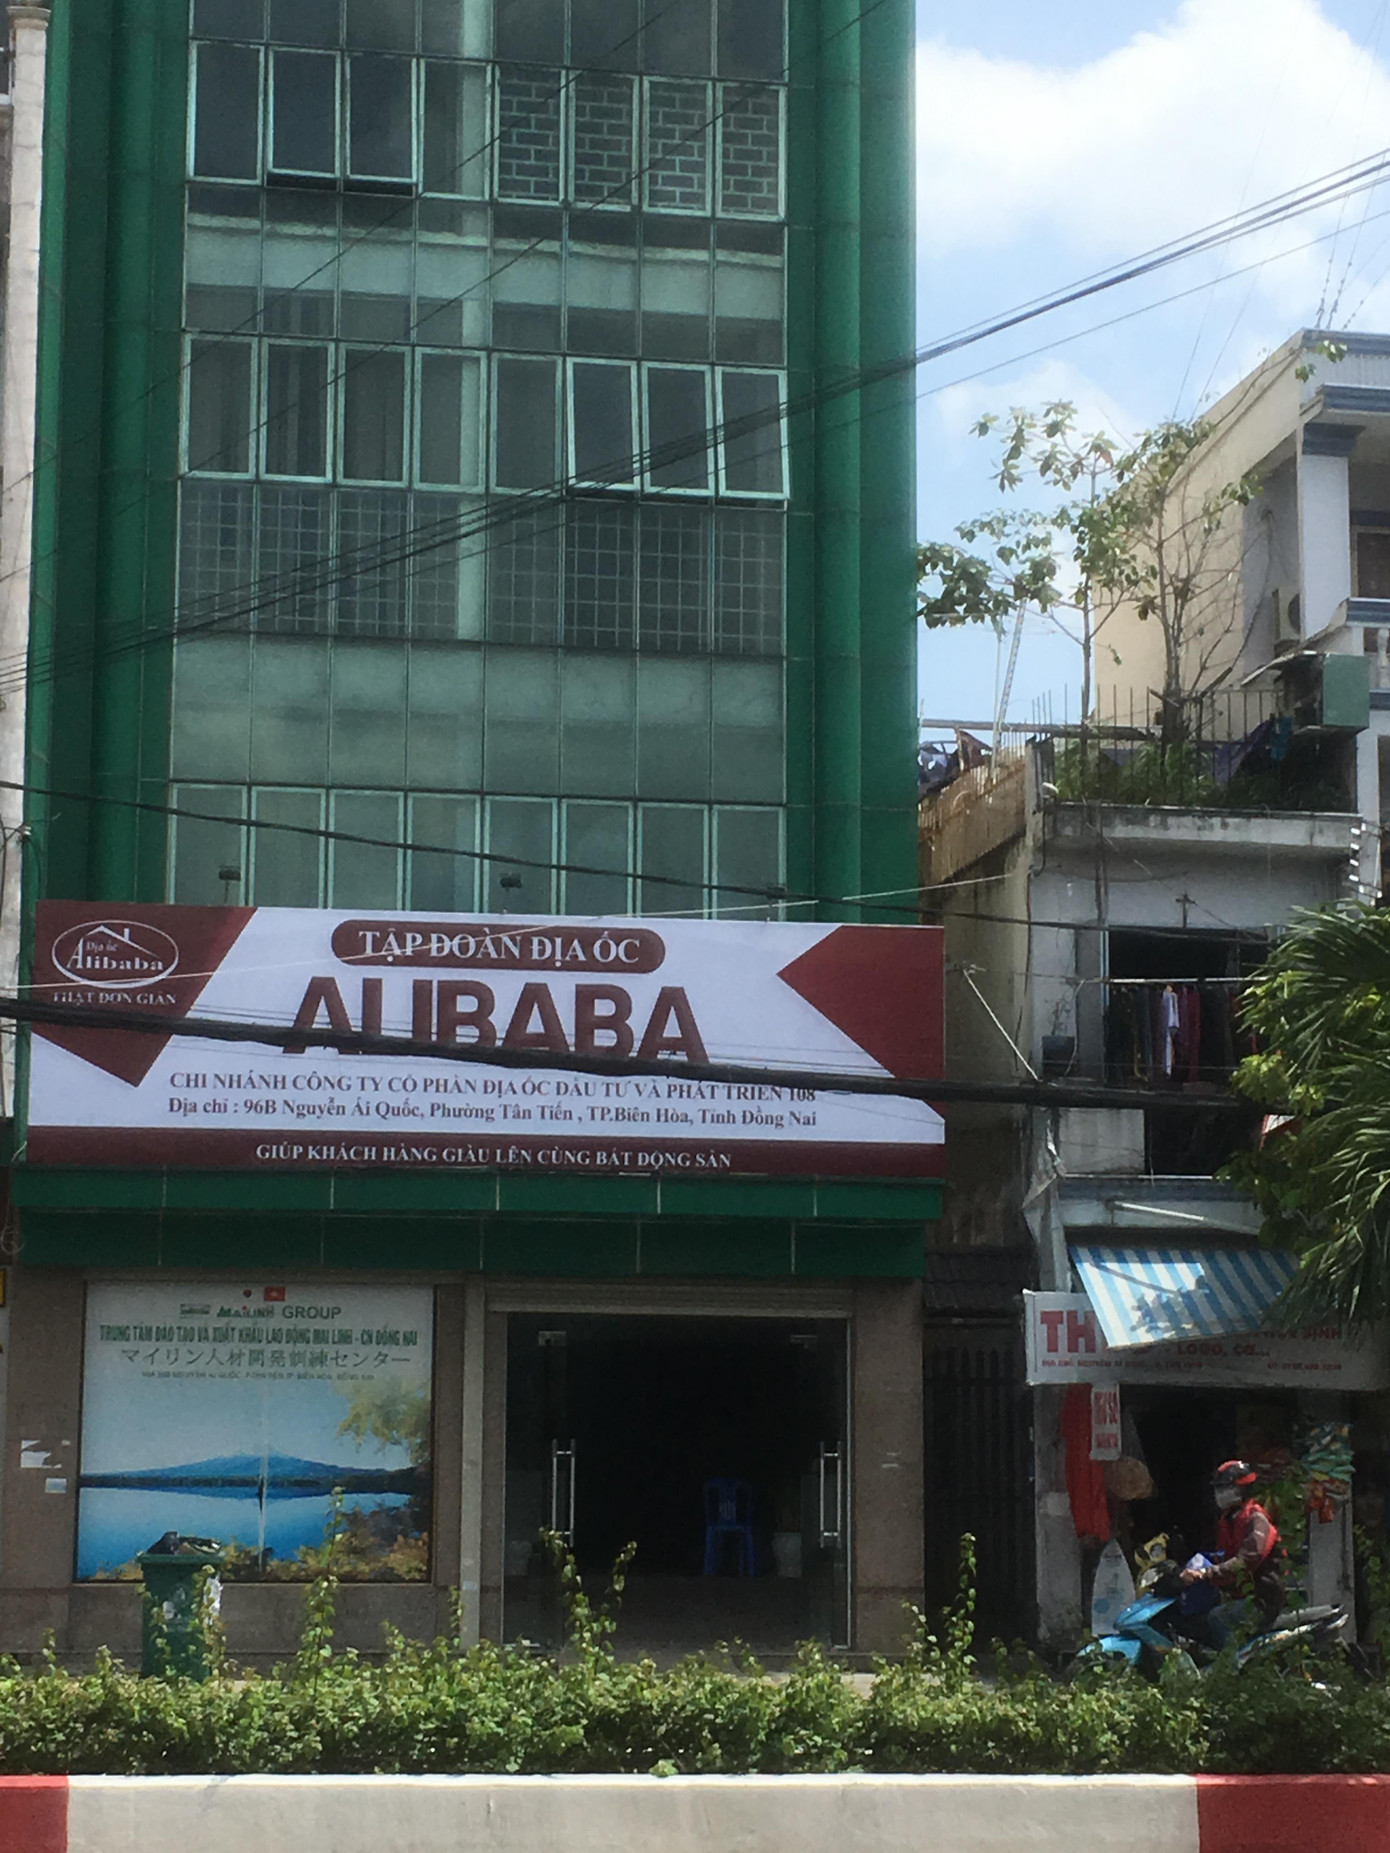 Địa ốc
Alibaba
THẬT ĐƠN GIẢN
TẬP ĐOÀN ĐỊA ỐC
ALIBABA
CHI NHÁNH CÔNG TY CỔ PHẦN ĐỊA ỐC ĐẦU TƯ VÀ PHÁT TRIỂN 108
Địa chỉ : 96B Nguyễn Ái Quốc, Phường Tân Tiến , TP.Biên Hòa, Tỉnh Đồng Nai
GIÚP KHÁCH HÀNG GIÀU LÊN CÙNG BẤT ĐỘNG SẢN
MAILINH GROUP
TRUNG TÂM ĐÀO TẠO VÀ XUẤT KHẨU LAO ĐỘNG MAI LINH - CN ĐỒNG NAI
マイリン人材開発訓練センター
TH
- LOGO, CỜ...